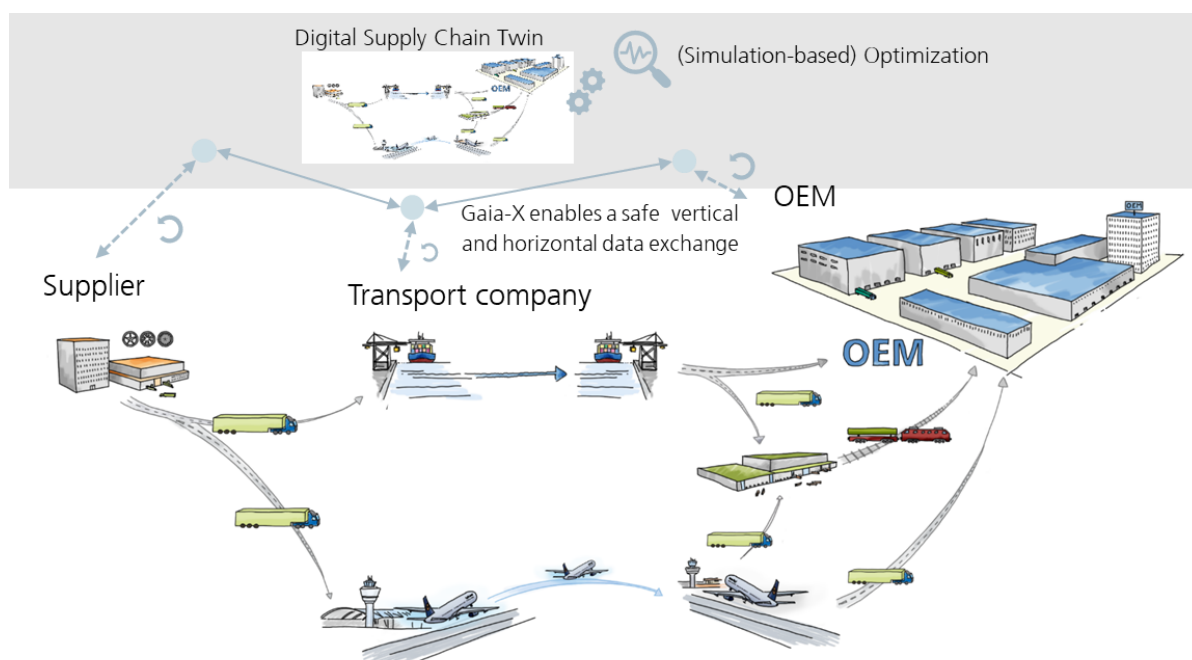 Digital Supply Chain Twin
(Simulation-based) Optimization
OEM
OEM
Gaia-X enables a safe vertical
and horizontal data exchange
OEM
Supplier
Transport company
OEM